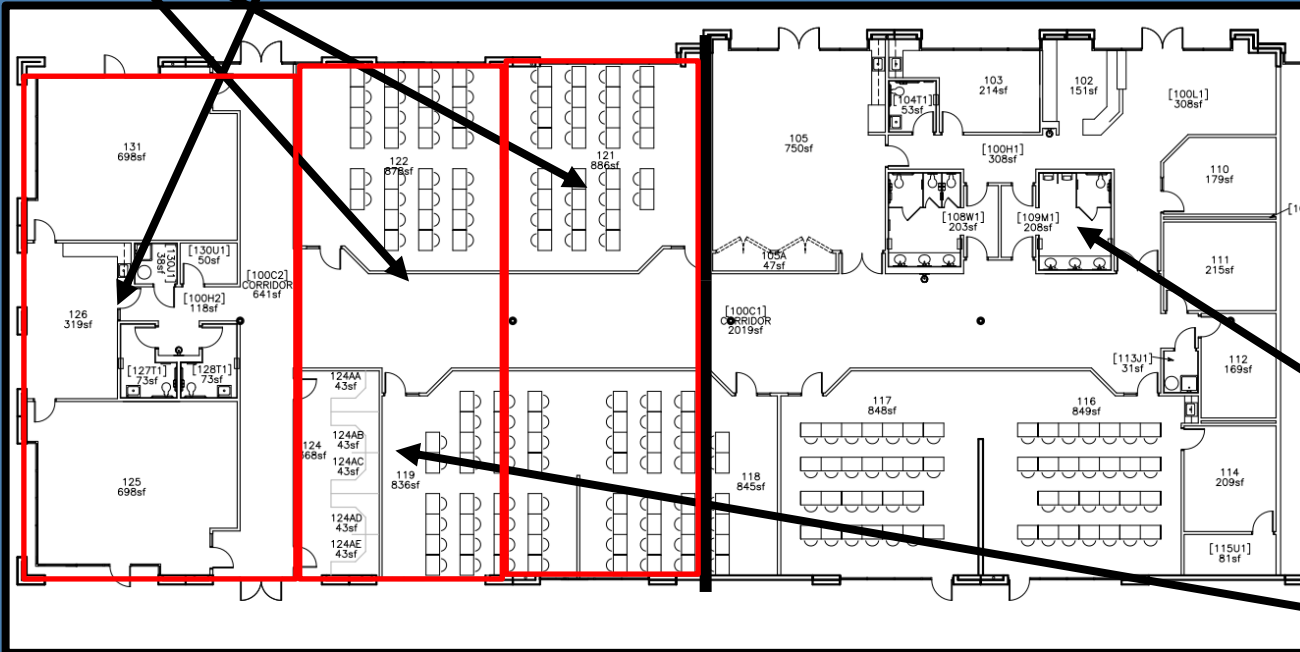 131
698sf
122
878sf
121
886sf
105
750sf
[104T1]
53sf
103
214sf
102
151sf
[100L1]
308sf
[100H1]
308sf
110
179sf
[130J1]
38sf
[130U1]
50sf
[100C2]
CORRIDOR
641sf
[100H2]
118sf
126
319sf
[127T1]
73sf
[128T1]
73sf
105A
47sf
[108W1]
203sf
[109M1]
208sf
111
215sf
[100C1]
CORRIDOR
2019sf
[113J1]
31sf
112
169sf
125
698sf
124AA
43sf
124AB
43sf
124AC
43sf
124AD
43sf
124AE
43sf
119
836sf
118
845sf
117
848sf
116
849sf
114
209sf
[115U1]
81sf